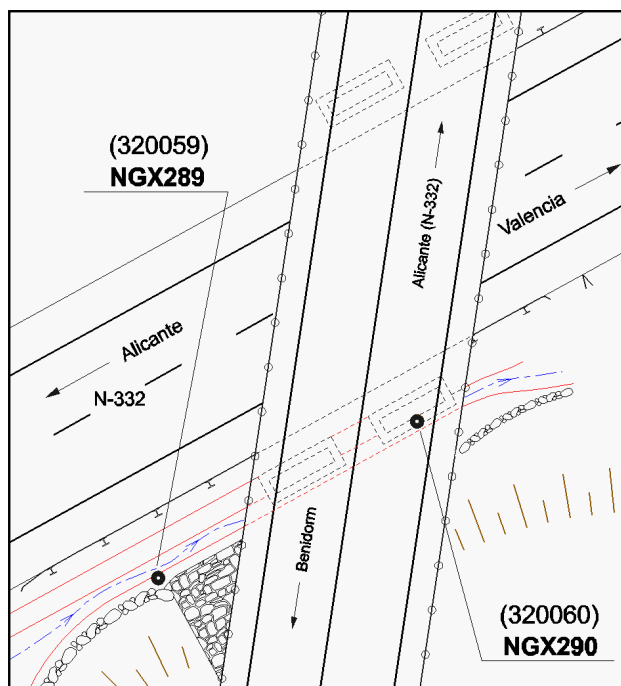 (320059)
NGX289
Alicante (N-332)
Valencia
Alicante
N-332
Benidorm
(320060)
NGX290